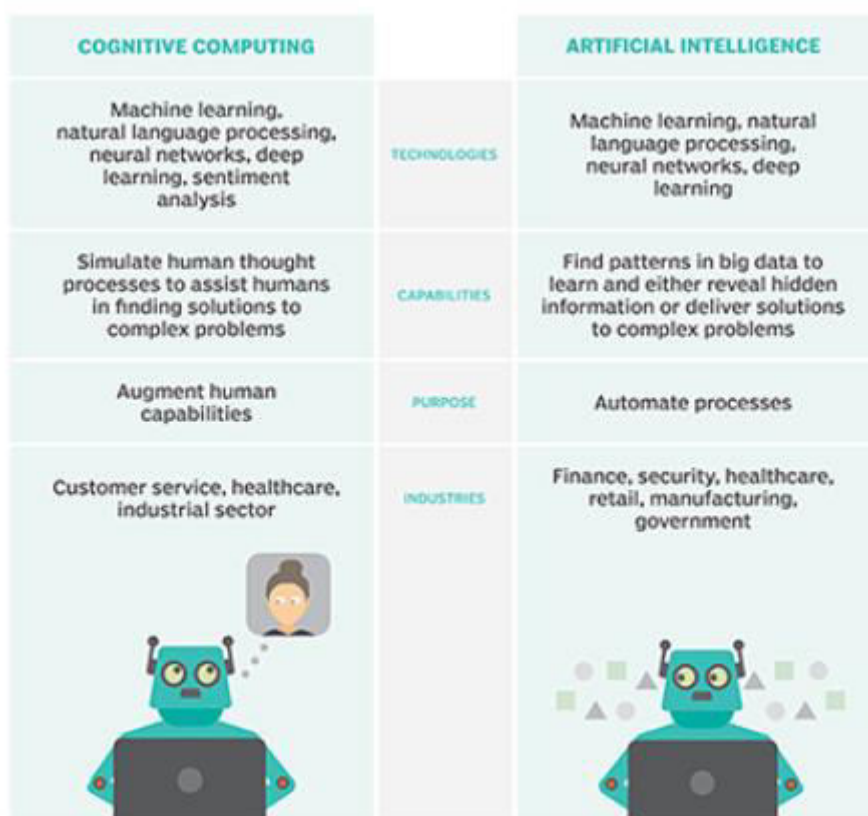 COGNITIVE COMPUTING
ARTIFICIAL INTELLIGENCE
Machine learning,
natural language processing,
neural networks, deep
learning, sentiment
analysis
TECHNOLOGIES
Machine learning, natural
language processing,
neural networks, deep
learning
Simulate human thought
processes to assist humans
in finding solutions to
complex problems
CAPABILITIES
Find patterns in big data to
learn and either reveal hidden
information or deliver solutions
to complex problems
Augment human
capabilities
PURPOSE
Automate processes
Customer service, healthcare,
industrial sector
INDUSTRIES
Finance, security, healthcare,
retail, manufacturing,
government